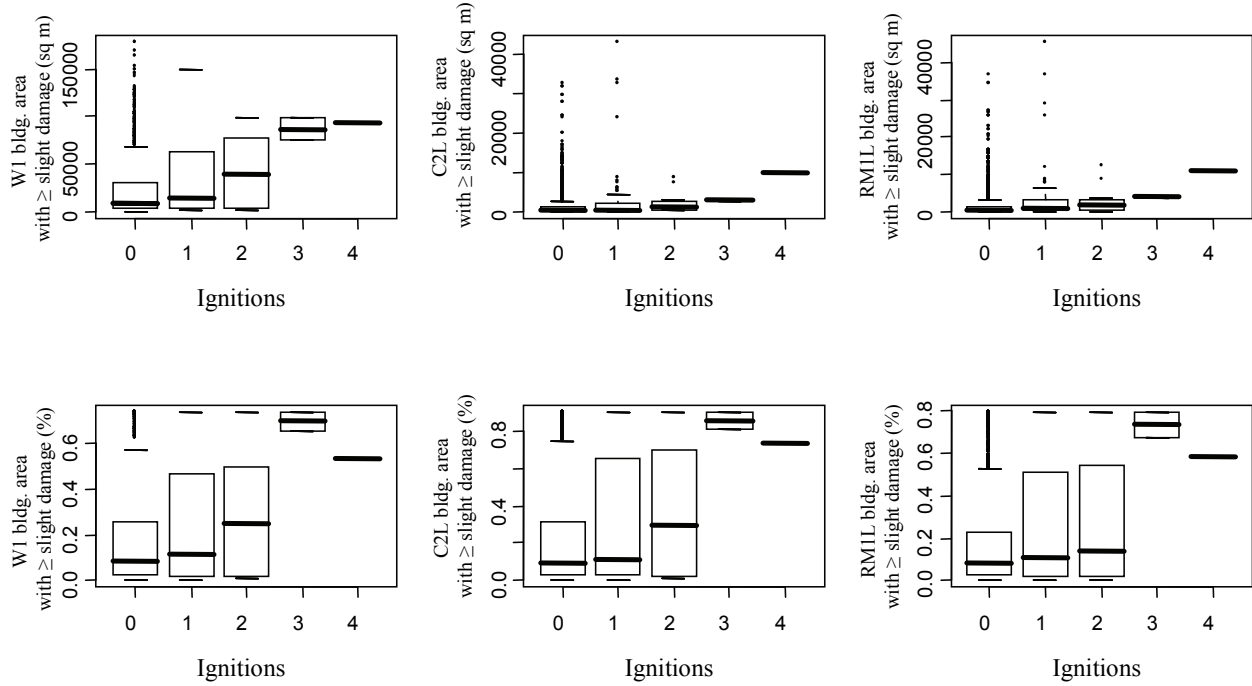 W1 bldg. area
with ≥ slight damage (sq m)
0
50000
150000
0 1 2 3 4
Ignitions
C2L bldg. area
with ≥ slight damage (sq m)
0
10000
20000
40000
0 1 2 3 4
Ignitions
RM1L bldg. area
with ≥ slight damage (sq m)
0
10000
20000
40000
0 1 2 3 4
Ignitions
W1 bldg. area
with ≥ slight damage (%)
0.0
0.2
0.4
0.6
0 1 2 3 4
Ignitions
C2L bldg. area
with ≥ slight damage (%)
0.0
0.4
0.8
0 1 2 3 4
Ignitions
RM1L bldg. area
with ≥ slight damage (%)
0.0
0.2
0.4
0.6
0.8
0 1 2 3 4
Ignitions